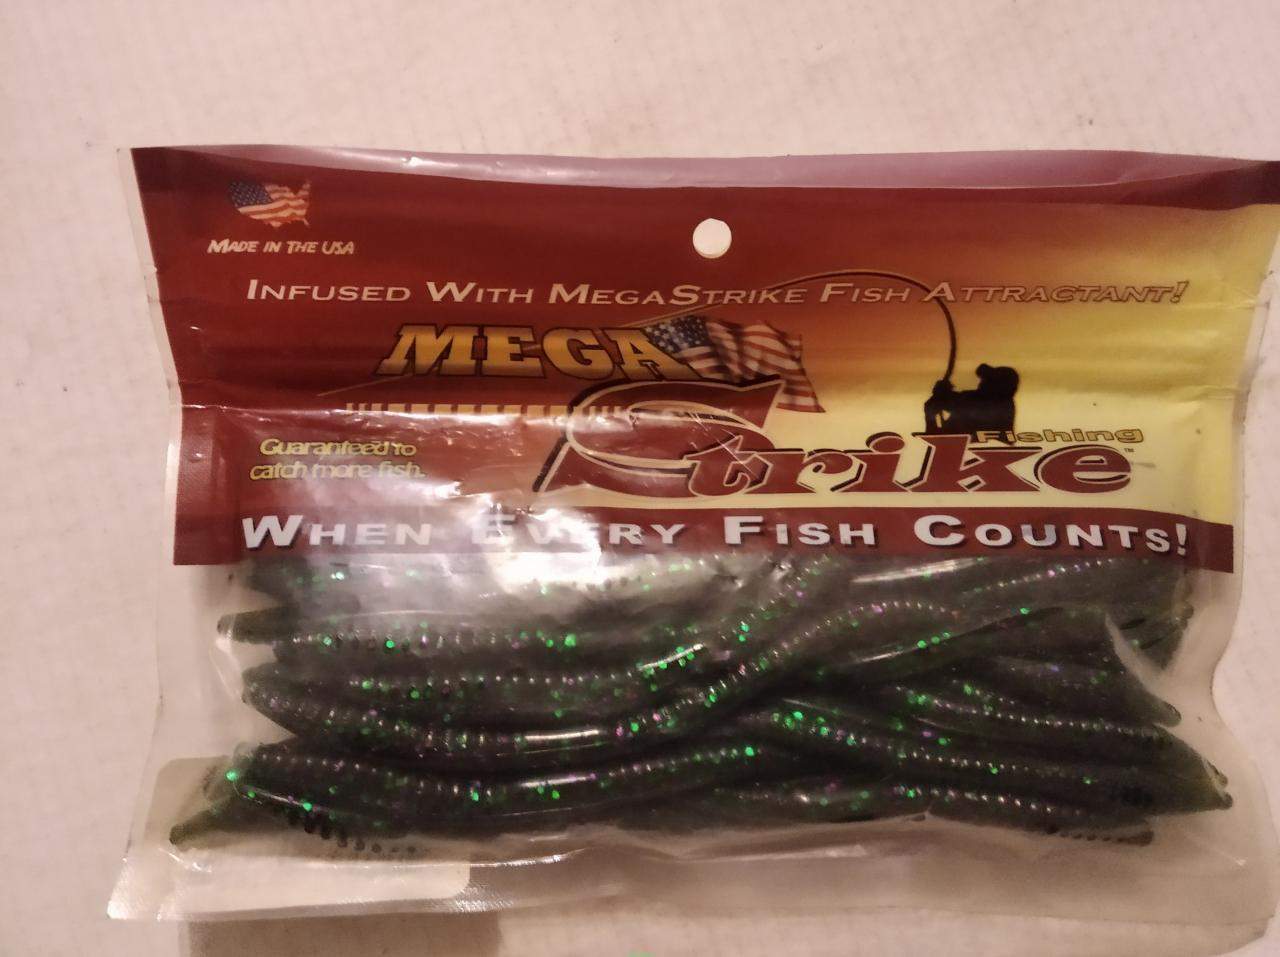 MADE IN THE USA
INFUSED WITH MEGASTRIKE FISH ATTRACTANT!
MEGA
Strike
Fishing
TM
Guaranteed to
catch more fish.
WHEN EVERY FISH COUNTS!